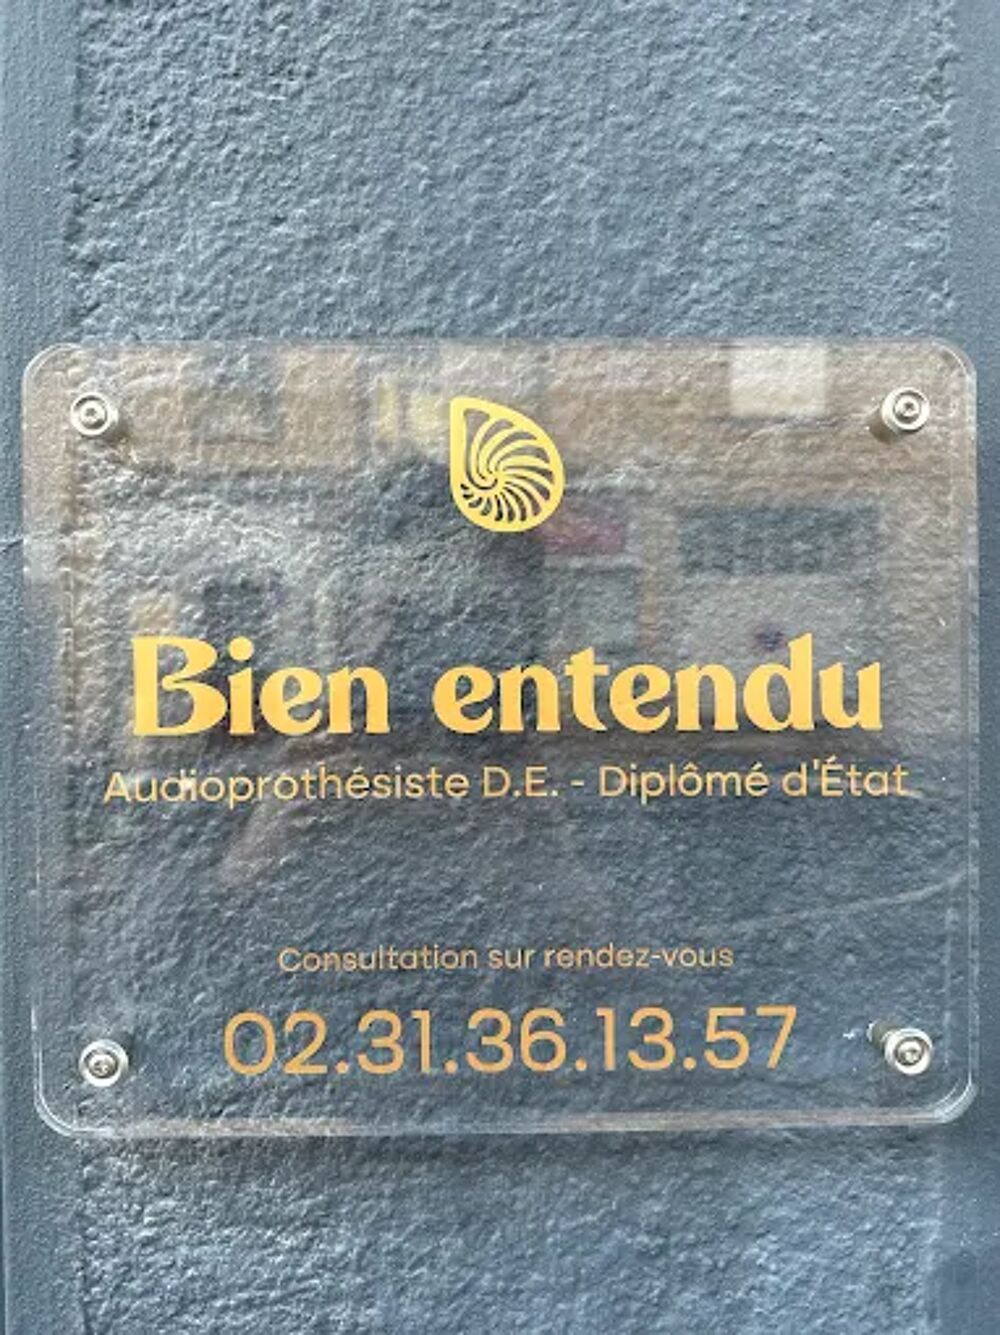 Bien entendu
Audioprothésiste D.E. - Diplômé d'État
Consultation sur rendez-vous
02.31.36.13.57